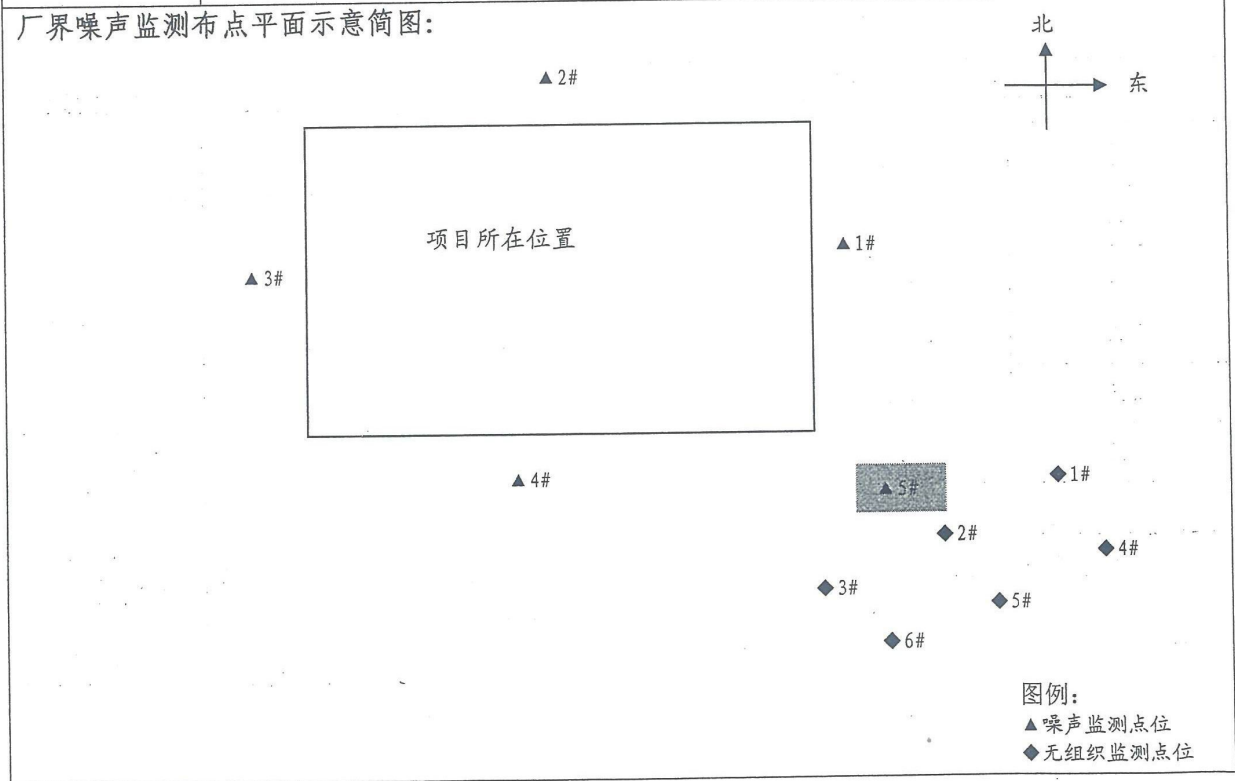 厂界噪声监测布点平面示意简图:
北
▲ 2#
东
项目所在位置
▲ 1#
▲ 3#
▲ 4#
▲ 5#
◆ 1#
◆ 2#
◆ 4#
◆ 3#
◆ 5#
◆ 6#
图例:
▲ 噪声监测点位
◆ 无组织监测点位